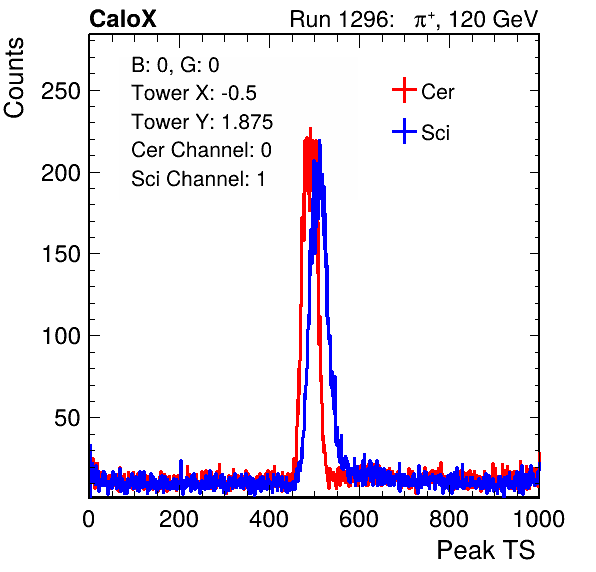 CaloX Run 1296: π⁺, 120 GeV
B: 0, G: 0
Tower X: -0.5
Tower Y: 1.875
Cer Channel: 0
Sci Channel: 1
Cer
Sci
Counts
250
200
150
100
50
0 200 400 600 800 1000
Peak TS